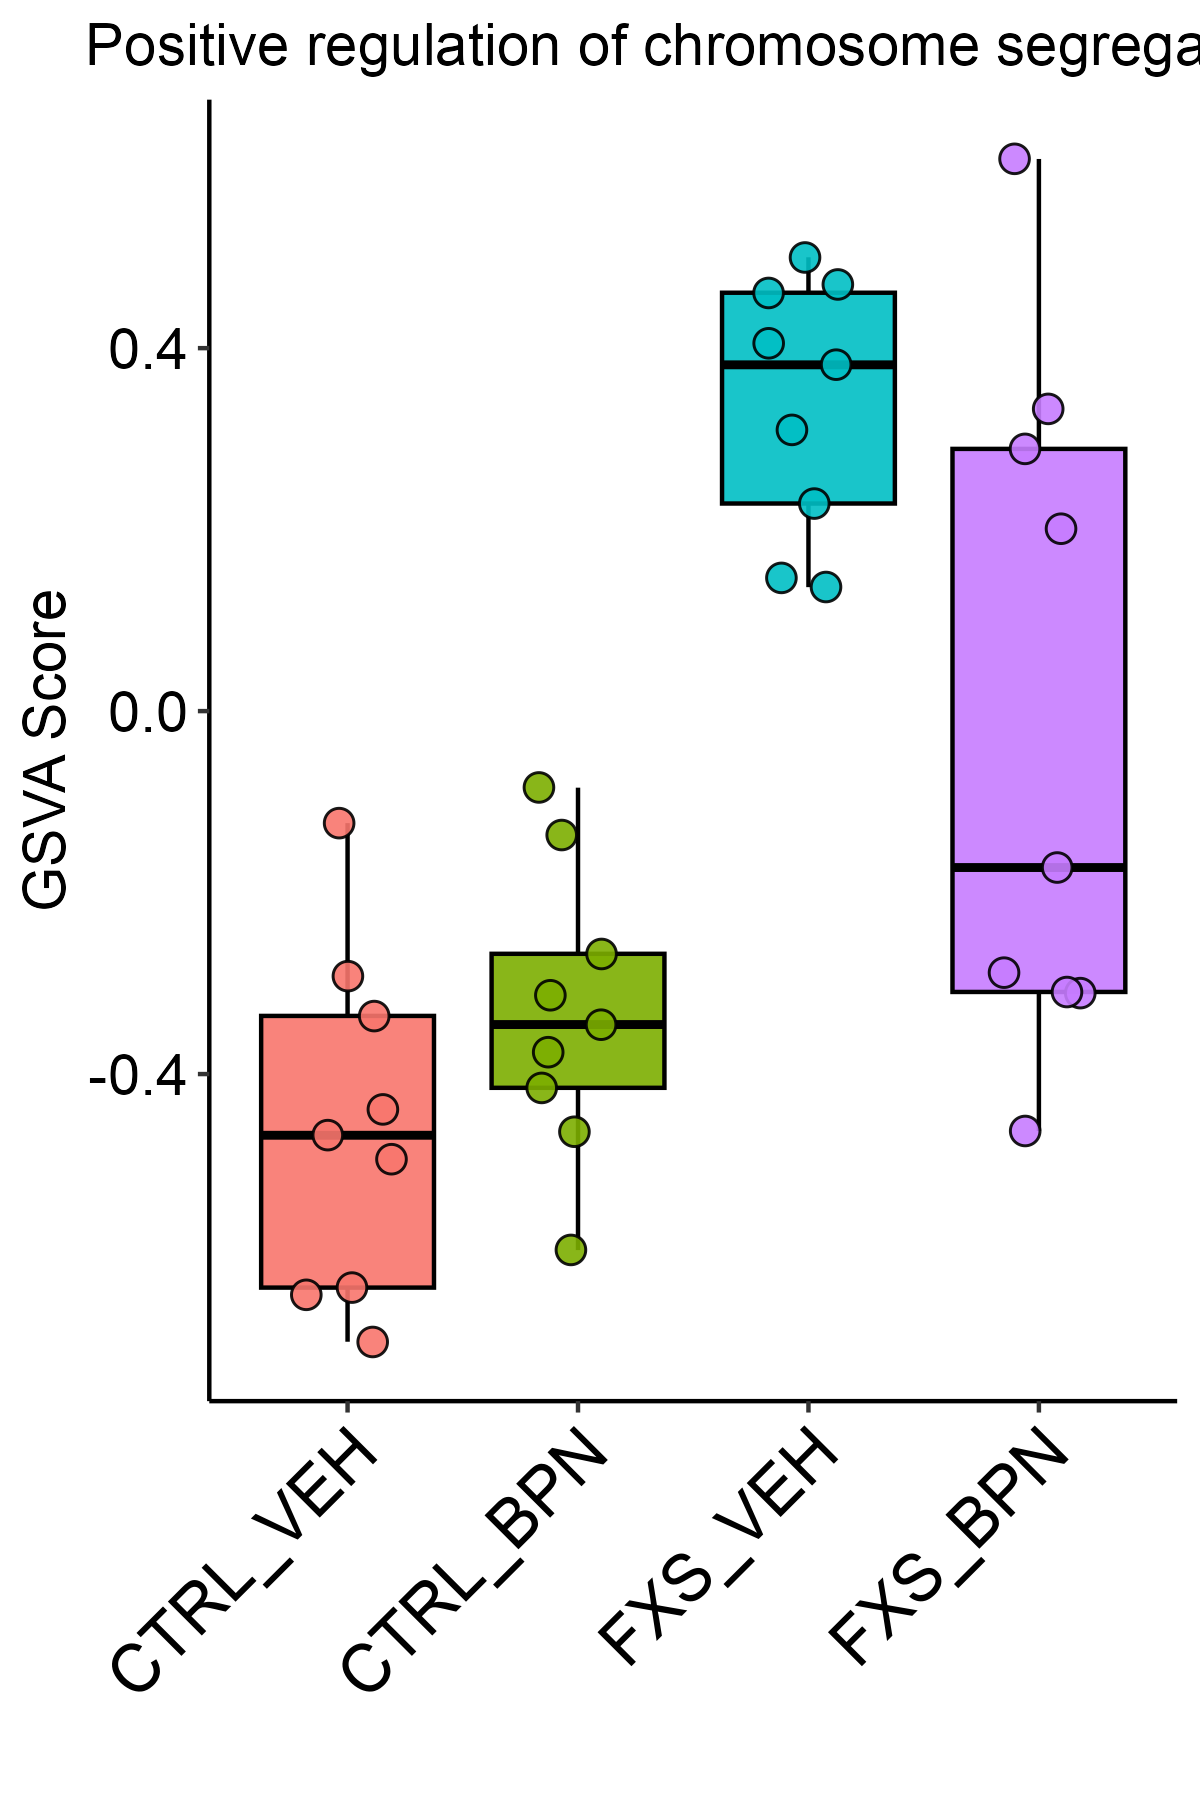 Positive regulation of chromosome segrega
GSVA Score
0.4
0.0
-0.4
CTRL_VEH
CTRL_BPN
FXS_VEH
FXS_BPN